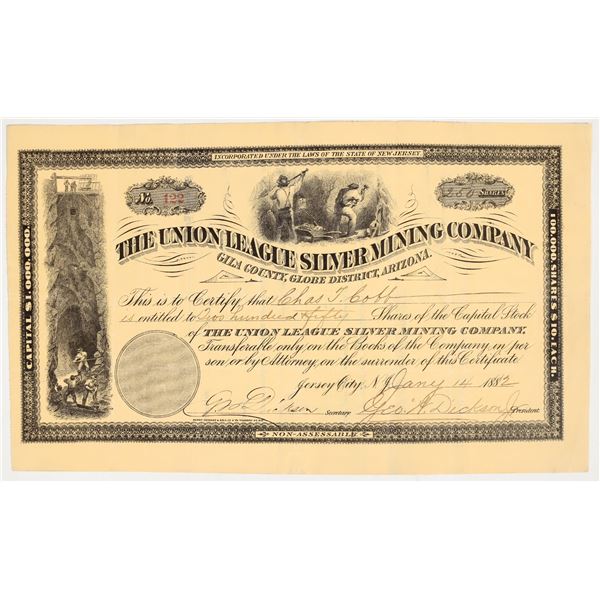 INCORPORATED UNDER THE LAWS OF THE STATE OF NEW JERSEY.
No. 122
250 SHARES
THE UNION LEAGUE SILVER MINING COMPANY
GILA COUNTY, GLOBE DISTRICT, ARIZONA.
CAPITAL $1,000,000.
100,000 SHARES $10 EACH.
This is to Certify that Chas T. Cobb
is entitled to Two hundred & fifty Shares of the Capital Stock
of THE UNION LEAGUE SILVER MINING COMPANY,
Transferable only on the Books of the Company in per
son, or by Attorney, on the surrender of this Certificate
Jersey City, N.J. Jany 14 1882
Secretary Geo. A. Dickson Jr. President
NON-ASSESSABLE